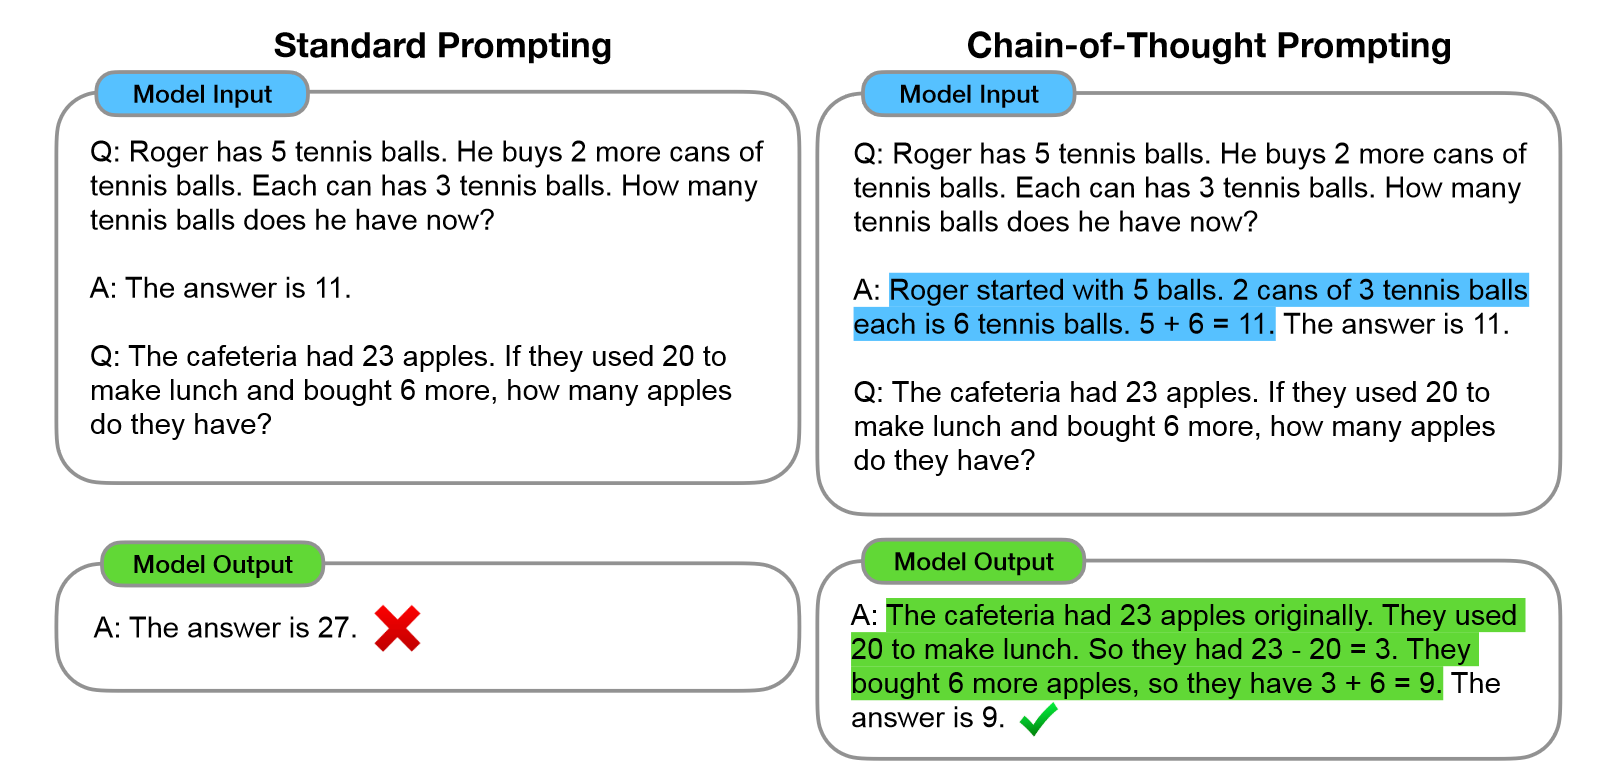 Standard Prompting
Model Input
Q: Roger has 5 tennis balls. He buys 2 more cans of
tennis balls. Each can has 3 tennis balls. How many
tennis balls does he have now?
A: The answer is 11.
Q: The cafeteria had 23 apples. If they used 20 to
make lunch and bought 6 more, how many apples
do they have?
Model Output
A: The answer is 27.
Chain-of-Thought Prompting
Model Input
Q: Roger has 5 tennis balls. He buys 2 more cans of
tennis balls. Each can has 3 tennis balls. How many
tennis balls does he have now?
A: Roger started with 5 balls. 2 cans of 3 tennis balls
each is 6 tennis balls. 5 + 6 = 11. The answer is 11.
Q: The cafeteria had 23 apples. If they used 20 to
make lunch and bought 6 more, how many apples
do they have?
Model Output
A: The cafeteria had 23 apples originally. They used
20 to make lunch. So they had 23 - 20 = 3. They
bought 6 more apples, so they have 3 + 6 = 9. The
answer is 9.